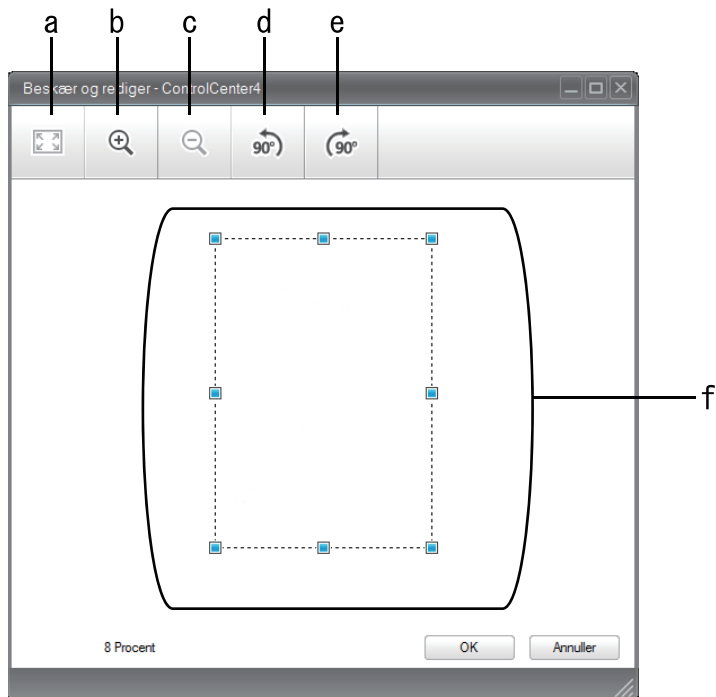 a b c d e
Beskær og rediger - ControlCenter4
90° 90°
f
8 Procent OK Annuller